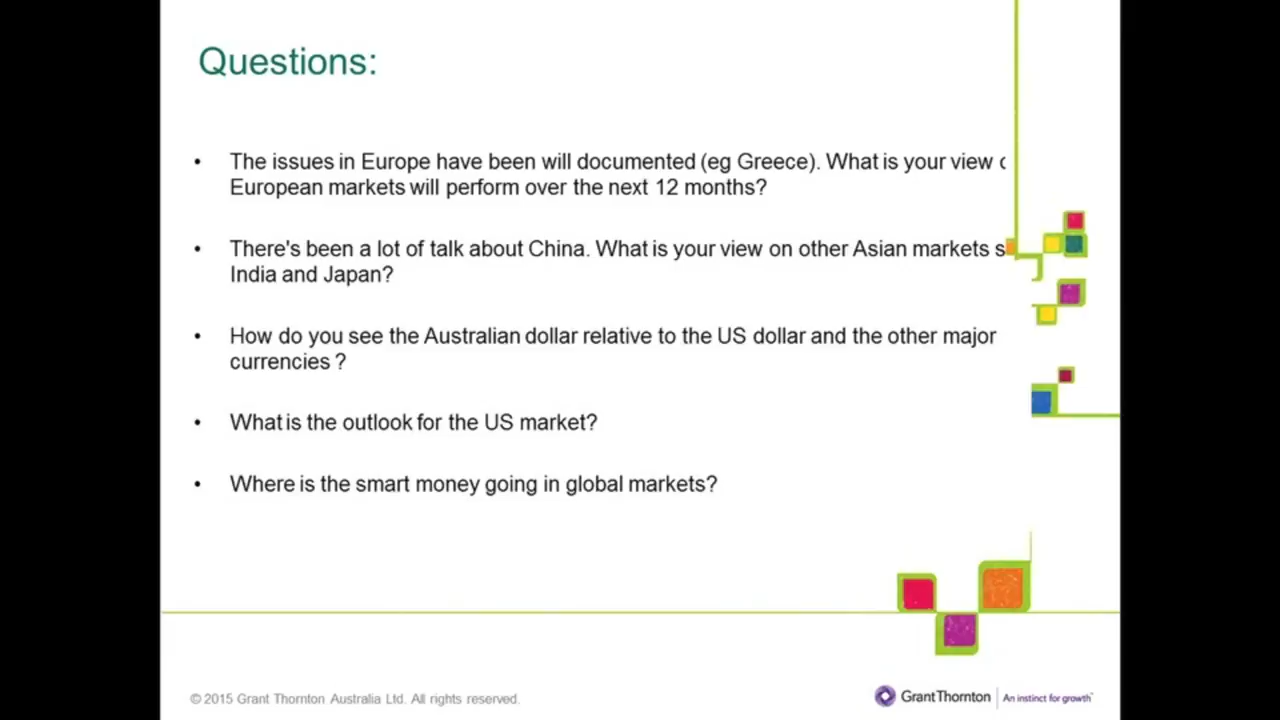 Questions:
• The issues in Europe have been will documented (eg Greece). What is your view
European markets will perform over the next 12 months?
• There's been a lot of talk about China. What is your view on other Asian markets
India and Japan?
• How do you see the Australian dollar relative to the US dollar and the other major
currencies ?
• What is the outlook for the US market?
• Where is the smart money going in global markets?
© 2015 Grant Thornton Australia Ltd. All rights reserved.
GrantThornton
An instinct for growth™